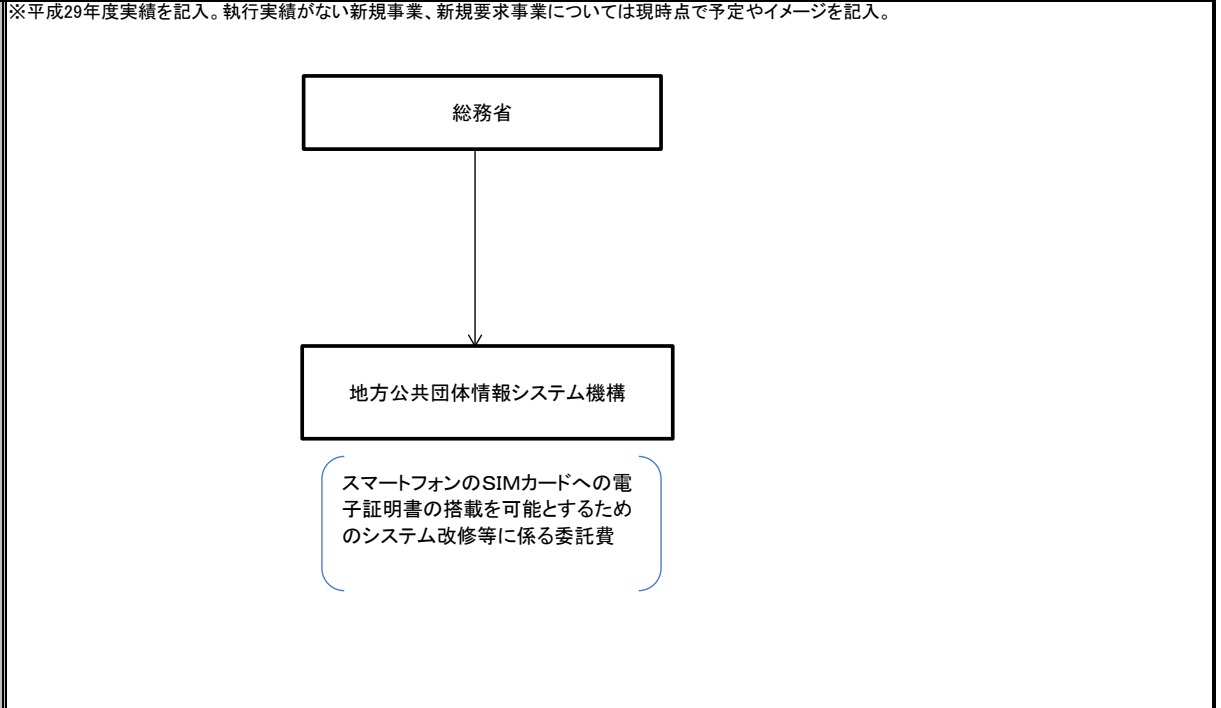 ※平成29年度実績を記入。執行実績がない新規事業、新規要求事業については現時点で予定やイメージを記入。
総務省
地方公共団体情報システム機構
スマートフォンのSIMカードへの電
子証明書の搭載を可能とするため
のシステム改修等に係る委託費